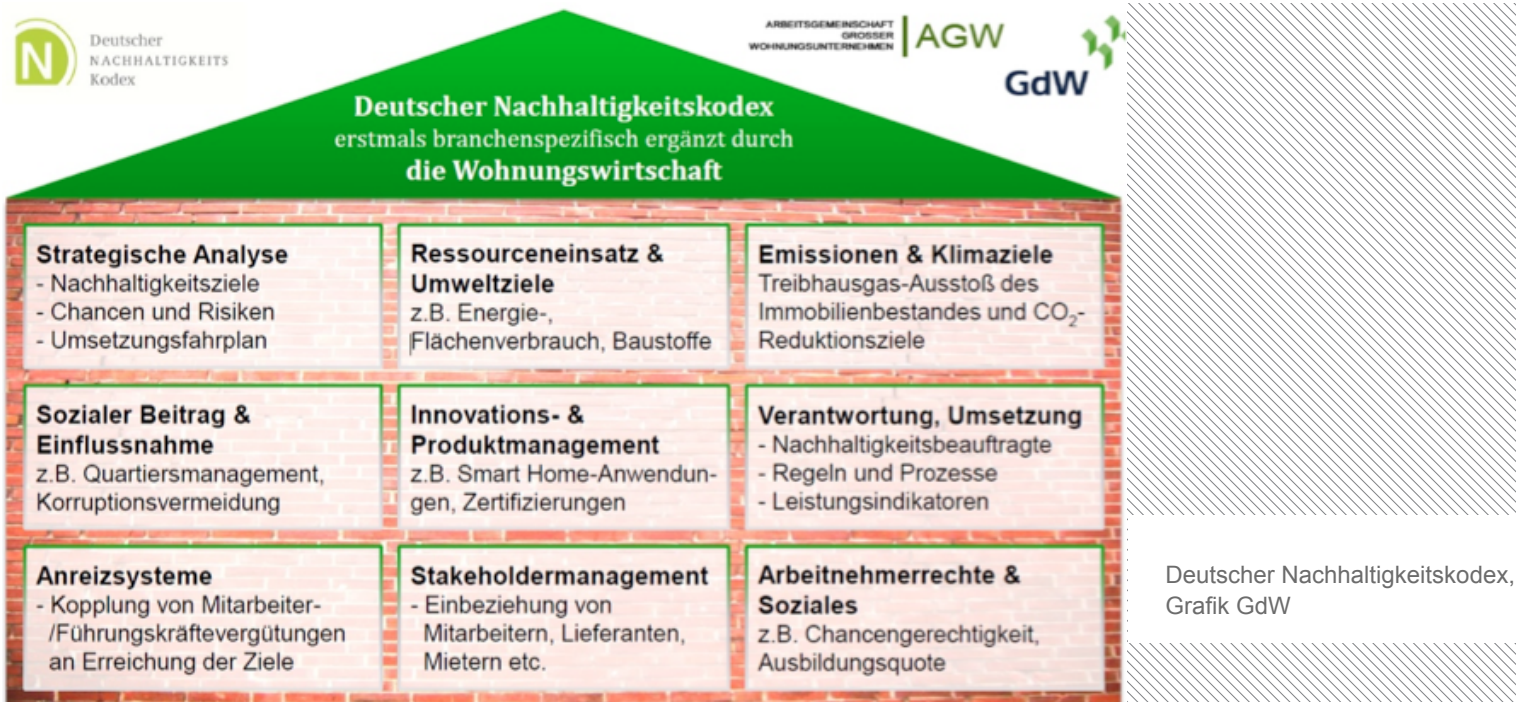 N
Deutscher
NACHHALTIGKEITS
Kodex
ARBEITSGEMEINSCHAFT
GROSSER
WOHNUNGSUNTERNEHMEN
AGW
GdW
Deutscher Nachhaltigkeitskodex
erstmals branchenspezifisch ergänzt durch
die Wohnungswirtschaft
Strategische Analyse
- Nachhaltigkeitsziele
- Chancen und Risiken
- Umsetzungsfahrplan
Ressourceneinsatz &
Umweltziele
z.B. Energie-,
Flächenverbrauch, Baustoffe
Emissionen & Klimaziele
Treibhausgas-Ausstoß des
Immobilienbestandes und CO₂-
Reduktionsziele
Sozialer Beitrag &
Einflussnahme
z.B. Quartiersmanagement,
Korruptionsvermeidung
Innovations- &
Produktmanagement
z.B. Smart Home-Anwendun-
gen, Zertifizierungen
Verantwortung, Umsetzung
- Nachhaltigkeitsbeauftragte
- Regeln und Prozesse
- Leistungsindikatoren
Anreizsysteme
- Kopplung von Mitarbeiter-
/Führungskräftevergütungen
an Erreichung der Ziele
Stakeholdermanagement
- Einbeziehung von
Mitarbeitern, Lieferanten,
Mietern etc.
Arbeitnehmerrechte &
Soziales
z.B. Chancengerechtigkeit,
Ausbildungsquote
Deutscher Nachhaltigkeitskodex,
Grafik GdW